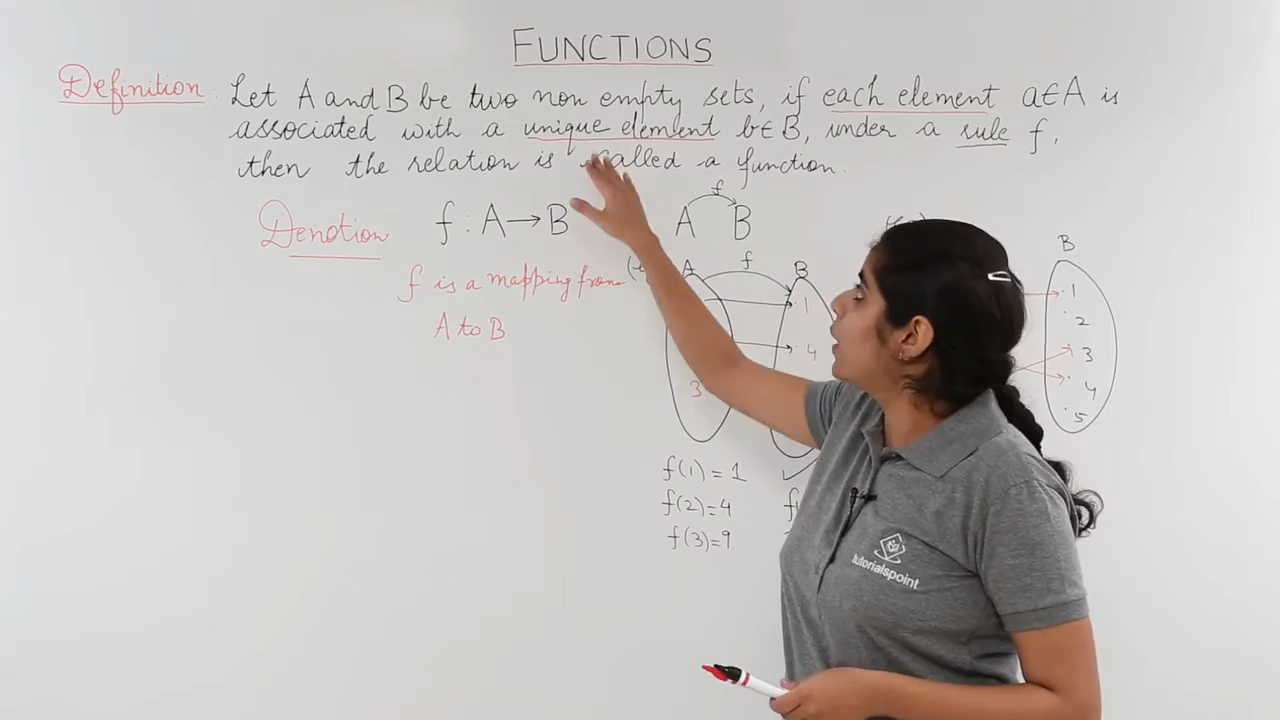 FUNCTIONS
Definition: Let A and B be two non empty sets, if each element a∈A is
associated with a unique element b∈B, under a rule f,
then the relation is called a function.
Denotion f : A → B
f
A B
f is a mapping from
A to B.
A f B
1
4
3
f(1) = 1
f(2) = 4
f(3) = 9
B
1
2
3
4
5
tutorialspoint